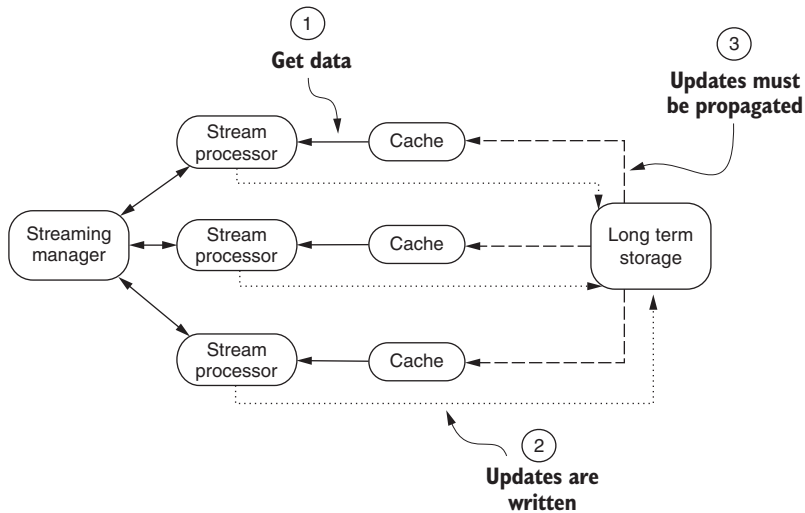 1
Get data
3
Updates must
be propagated
Stream
processor
Cache
Streaming
manager
Stream
processor
Cache
Long term
storage
Stream
processor
Cache
2
Updates are
written